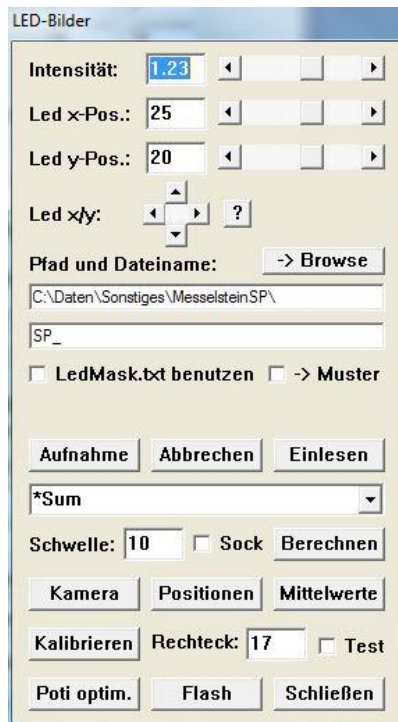 LED-Bilder
Intensität: 1.23
Led x-Pos.: 25
Led y-Pos.: 20
Led x/y: ?
Pfad und Dateiname: -> Browse
C:\Daten\Sonstiges\MesselsteinSP\
SP_
LedMask.txt benutzen -> Muster
Aufnahme Abbrechen Einlesen
*Sum
Schwelle: 10 Sock Berechnen
Kamera Positionen Mittelwerte
Kalibrieren Rechteck: 17 Test
Poti optim. Flash Schließen